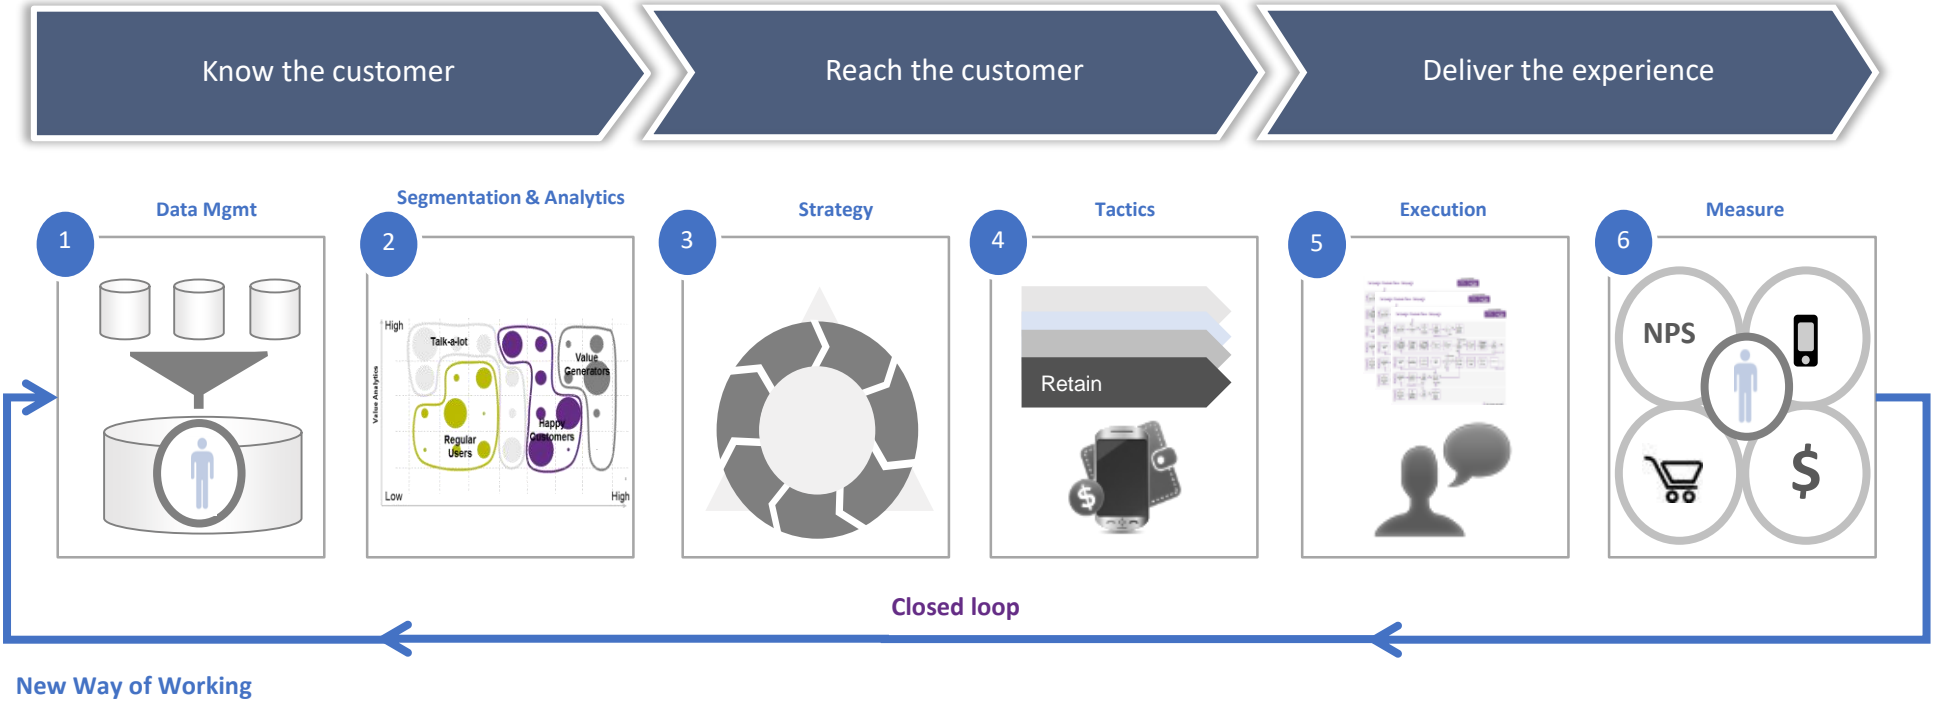 Know the customer
Reach the customer
Deliver the experience
Data Mgmt
Segmentation & Analytics
Strategy
Tactics
Execution
Measure
1
2
3
4
5
6
High
Talk-a-lot
Value
Generators
Value Analytics
Happy
Customers
Regular
Users
Low
High
Retain
$
NPS
$
Closed loop
New Way of Working